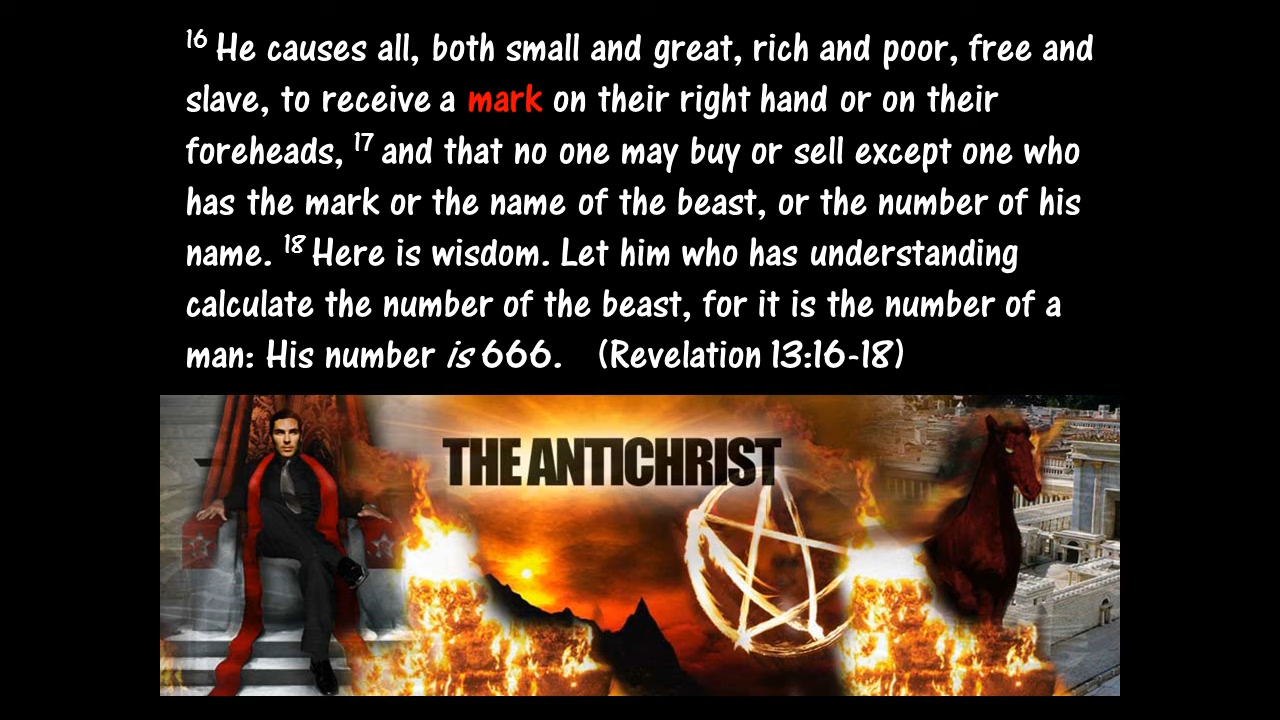 16 He causes all, both small and great, rich and poor, free and
slave, to receive a mark on their right hand or on their
foreheads, 17 and that no one may buy or sell except one who
has the mark or the name of the beast, or the number of his
name. 18 Here is wisdom. Let him who has understanding
calculate the number of the beast, for it is the number of a
man: His number is 666. (Revelation 13:16-18)
THE ANTICHRIST